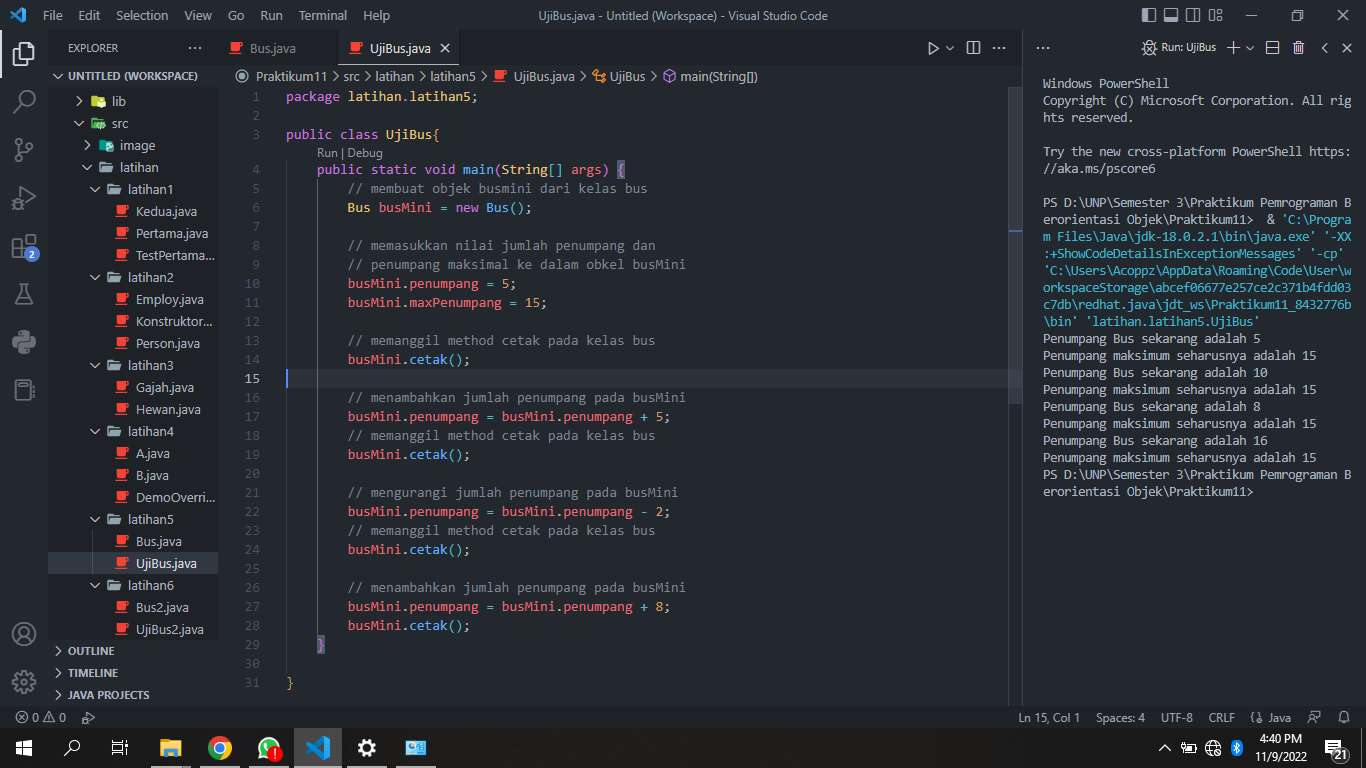 File Edit Selection View Go Run Terminal Help
UjiBus.java - Untitled (Workspace) - Visual Studio Code
EXPLORER
UNTITLED (WORKSPACE)
lib
src
image
latihan
latihan1
Kedua.java
Pertama.java
TestPertama...
latihan2
Employ.java
Konstruktor...
Person.java
latihan3
Gajah.java
Hewan.java
latihan4
A.java
B.java
DemoOverri...
latihan5
Bus.java
UjiBus.java
latihan6
Bus2.java
UjiBus2.java
OUTLINE
TIMELINE
JAVA PROJECTS
2
Bus.java
UjiBus.java
Praktikum11 > src > latihan > latihan5 > UjiBus.java > UjiBus > main(String[])
1 package latihan.latihan5;
2
3 public class UjiBus{
Run | Debug
4 public static void main(String[] args) {
5 // membuat objek busmini dari kelas bus
6 Bus busMini = new Bus();
7
8 // memasukkan nilai jumlah penumpang dan
9 // penumpang maksimal ke dalam obkel busMini
10 busMini.penumpang = 5;
11 busMini.maxPenumpang = 15;
12
13 // memanggil method cetak pada kelas bus
14 busMini.cetak();
15
16 // menambahkan jumlah penumpang pada busMini
17 busMini.penumpang = busMini.penumpang + 5;
18 // memanggil method cetak pada kelas bus
19 busMini.cetak();
20
21 // mengurangi jumlah penumpang pada busMini
22 busMini.penumpang = busMini.penumpang - 2;
23 // memanggil method cetak pada kelas bus
24 busMini.cetak();
25
26 // menambahkan jumlah penumpang pada busMini
27 busMini.penumpang = busMini.penumpang + 8;
28 busMini.cetak();
29 }
30
31 }
Run: UjiBus
Windows PowerShell
Copyright (C) Microsoft Corporation. All rig
hts reserved.
Try the new cross-platform PowerShell https:
//aka.ms/pscore6
PS D:\UNP\Semester 3\Praktikum Pemrograman B
erorientasi Objek\Praktikum11> & 'C:\Progra
m Files\Java\jdk-18.0.2.1\bin\java.exe' '-XX
:+ShowCodeDetailsInExceptionMessages' '-cp'
'C:\Users\Acoppz\AppData\Roaming\Code\User\w
orkspaceStorage\abcef06677e257ce2c371b4fdd03
c7db\redhat.java\jdt_ws\Praktikum11_8432776b
\bin' 'latihan.latihan5.UjiBus'
Penumpang Bus sekarang adalah 5
Penumpang maksimum seharusnya adalah 15
Penumpang Bus sekarang adalah 10
Penumpang maksimum seharusnya adalah 15
Penumpang Bus sekarang adalah 8
Penumpang maksimum seharusnya adalah 15
Penumpang Bus sekarang adalah 16
Penumpang maksimum seharusnya adalah 15
PS D:\UNP\Semester 3\Praktikum Pemrograman B
erorientasi Objek\Praktikum11>
0 0
Ln 15, Col 1 Spaces: 4 UTF-8 CRLF Java
4:40 PM
11/9/2022
21